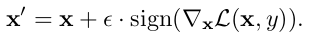 x′ = x + ϵ · sign(∇ₓℒ(x, y)).